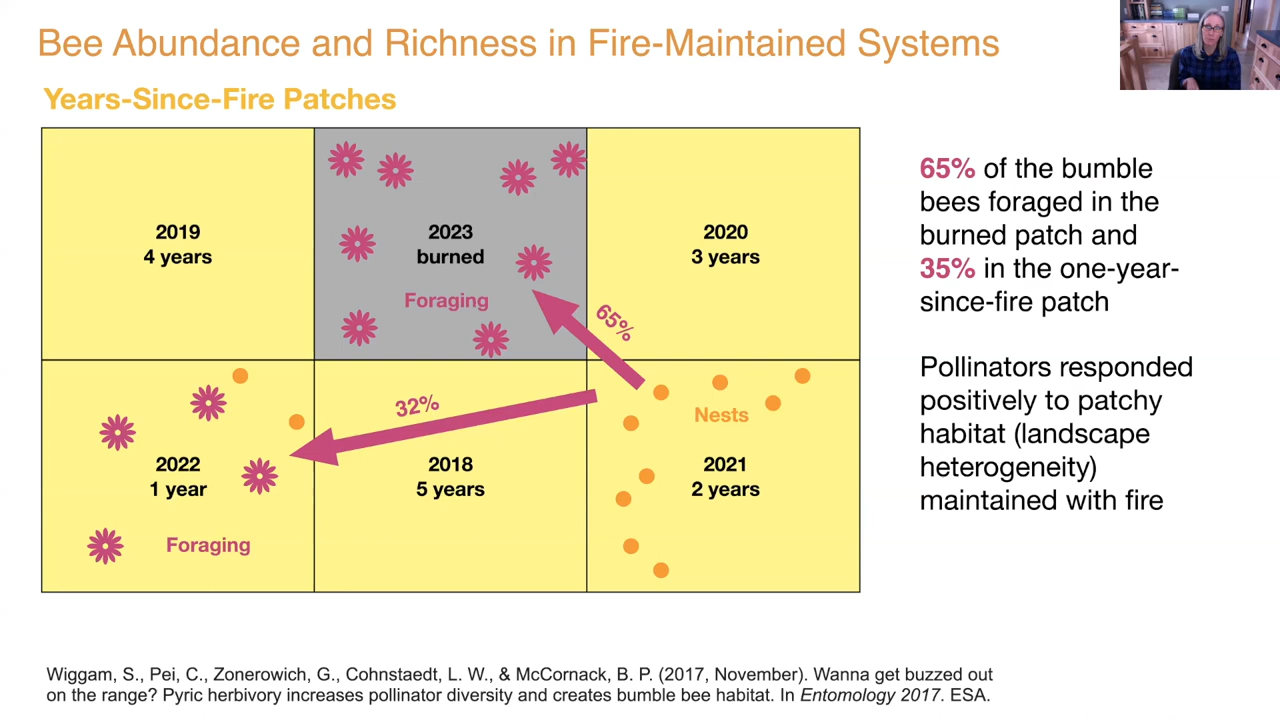 Bee Abundance and Richness in Fire-Maintained Systems
Years-Since-Fire Patches
2019
4 years
2023
burned
Foraging
2020
3 years
65%
32%
2022
1 year
Foraging
2018
5 years
Nests
2021
2 years
65% of the bumble
bees foraged in the
burned patch and
35% in the one-year-
since-fire patch
Pollinators responded
positively to patchy
habitat (landscape
heterogeneity)
maintained with fire
Wiggam, S., Pei, C., Zonerowich, G., Cohnstaedt, L. W., & McCornack, B. P. (2017, November). Wanna get buzzed out
on the range? Pyric herbivory increases pollinator diversity and creates bumble bee habitat. In Entomology 2017. ESA.